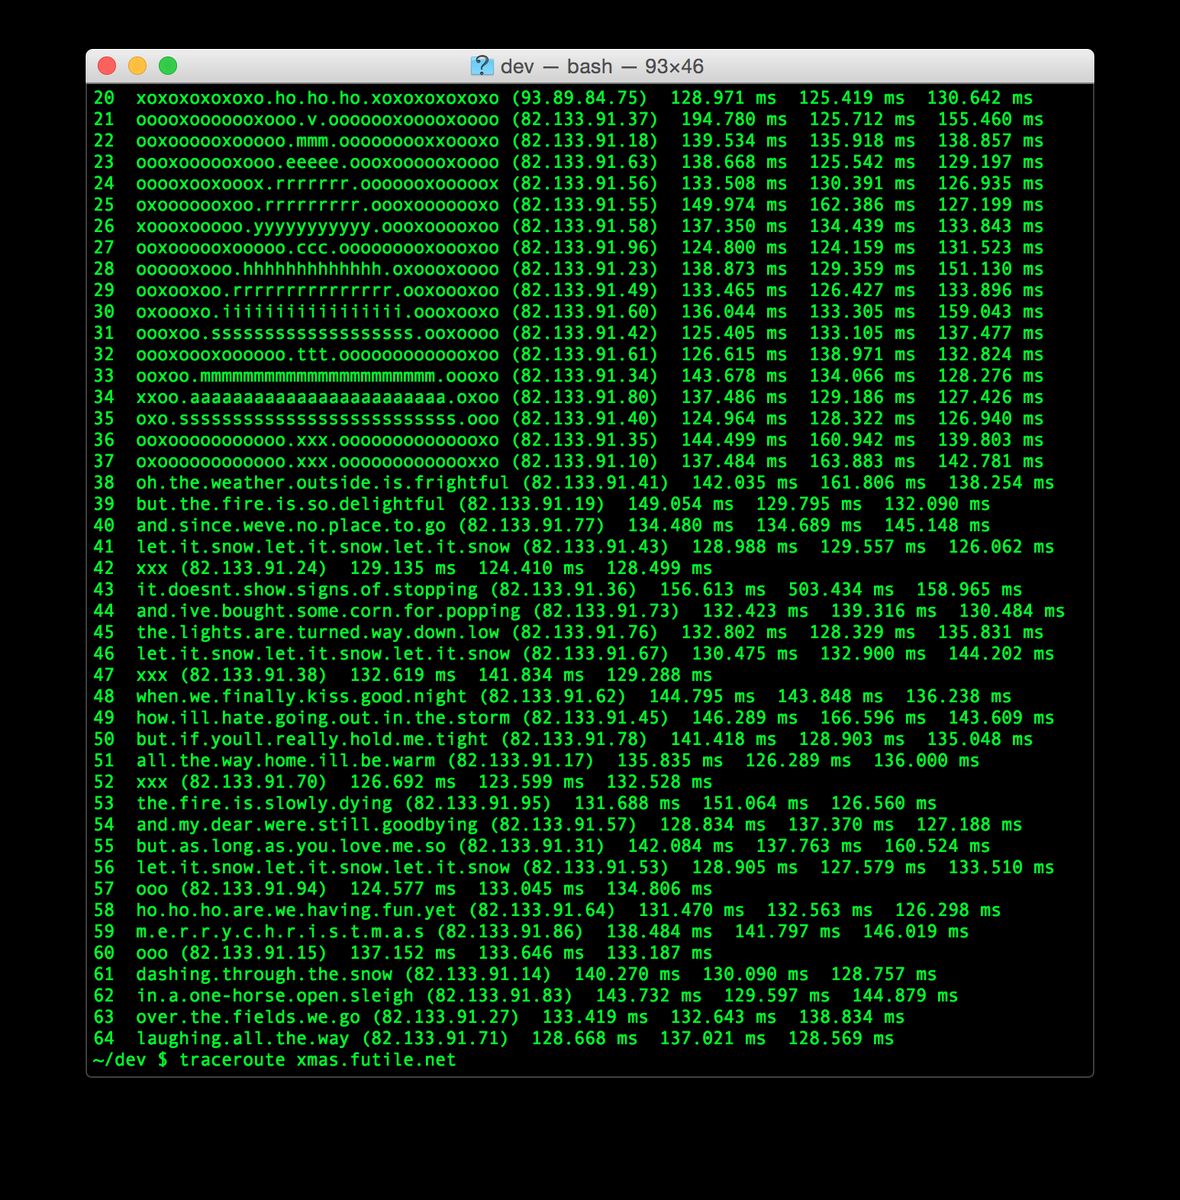 dev — bash — 93×46
20  xoxoxoxoxoxo.ho.ho.ho.xoxoxoxoxoxo (93.89.84.75)  128.971 ms  125.419 ms  130.642 ms
21  ooooxoooooooxooo.v.ooooooxooooxoooo (82.133.91.37)  194.780 ms  125.712 ms  155.460 ms
22  ooxoooooxooooo.mmm.ooooooooxxoooxo (82.133.91.18)  139.534 ms  135.918 ms  138.857 ms
23  oooxoooooxooo.eeeee.oooxoooooxoooo (82.133.91.63)  138.668 ms  125.542 ms  129.197 ms
24  ooooxooxooox.rrrrrrr.ooooooxooooox (82.133.91.56)  133.508 ms  130.391 ms  126.935 ms
25  oxooooooxoo.rrrrrrrrr.oooxooooooxo (82.133.91.55)  149.974 ms  162.386 ms  127.199 ms
26  xoooxooooo.yyyyyyyyyyy.oooxooooxoo (82.133.91.58)  137.350 ms  134.439 ms  133.843 ms
27  ooxoooooxooooo.ccc.ooooooooxoooxoo (82.133.91.96)  124.800 ms  124.159 ms  131.523 ms
28  oooooxooo.hhhhhhhhhhhhh.oxoooxoooo (82.133.91.23)  138.873 ms  129.359 ms  151.130 ms
29  ooxooxoo.rrrrrrrrrrrrrrr.ooxoooxoo (82.133.91.49)  133.465 ms  126.427 ms  133.896 ms
30  oxoooxo.iiiiiiiiiiiiiiiii.oooxooxo (82.133.91.60)  136.044 ms  133.305 ms  159.043 ms
31  oooxoo.sssssssssssssssssss.ooxoooo (82.133.91.42)  125.405 ms  133.105 ms  137.477 ms
32  oooxoooxoooooo.ttt.ooooooooooooxoo (82.133.91.61)  126.615 ms  138.971 ms  132.824 ms
33  ooxoo.mmmmmmmmmmmmmmmmmmmmmm.oooxo (82.133.91.34)  143.678 ms  134.066 ms  128.276 ms
34  xxoo.aaaaaaaaaaaaaaaaaaaaaaaa.oxoo (82.133.91.80)  137.486 ms  129.186 ms  127.426 ms
35  oxo.ssssssssssssssssssssssssss.ooo (82.133.91.40)  124.964 ms  128.322 ms  126.940 ms
36  ooxooooooooooo.xxx.oooooooooooooxo (82.133.91.35)  144.499 ms  160.942 ms  139.803 ms
37  oxoooooooooooo.xxx.ooooooooooooxxo (82.133.91.10)  137.484 ms  163.883 ms  142.781 ms
38  oh.the.weather.outside.is.frightful (82.133.91.41)  142.035 ms  161.806 ms  138.254 ms
39  but.the.fire.is.so.delightful (82.133.91.19)  149.054 ms  129.795 ms  132.090 ms
40  and.since.weve.no.place.to.go (82.133.91.77)  134.480 ms  134.689 ms  145.148 ms
41  let.it.snow.let.it.snow.let.it.snow (82.133.91.43)  128.988 ms  129.557 ms  126.062 ms
42  xxx (82.133.91.24)  129.135 ms  124.410 ms  128.499 ms
43  it.doesnt.show.signs.of.stopping (82.133.91.36)  156.613 ms  503.434 ms  158.965 ms
44  and.ive.bought.some.corn.for.popping (82.133.91.73)  132.423 ms  139.316 ms  130.484 ms
45  the.lights.are.turned.way.down.low (82.133.91.76)  132.802 ms  128.329 ms  135.831 ms
46  let.it.snow.let.it.snow.let.it.snow (82.133.91.67)  130.475 ms  132.900 ms  144.202 ms
47  xxx (82.133.91.38)  132.619 ms  141.834 ms  129.288 ms
48  when.we.finally.kiss.good.night (82.133.91.62)  144.795 ms  143.848 ms  136.238 ms
49  how.ill.hate.going.out.in.the.storm (82.133.91.45)  146.289 ms  166.596 ms  143.609 ms
50  but.if.youll.really.hold.me.tight (82.133.91.78)  141.418 ms  128.903 ms  135.048 ms
51  all.the.way.home.ill.be.warm (82.133.91.17)  135.835 ms  126.289 ms  136.000 ms
52  xxx (82.133.91.70)  126.692 ms  123.599 ms  132.528 ms
53  the.fire.is.slowly.dying (82.133.91.95)  131.688 ms  151.064 ms  126.560 ms
54  and.my.dear.were.still.goodbying (82.133.91.57)  128.834 ms  137.370 ms  127.188 ms
55  but.as.long.as.you.love.me.so (82.133.91.31)  142.084 ms  137.763 ms  160.524 ms
56  let.it.snow.let.it.snow.let.it.snow (82.133.91.53)  128.905 ms  127.579 ms  133.510 ms
57  ooo (82.133.91.94)  124.577 ms  133.045 ms  134.806 ms
58  ho.ho.ho.are.we.having.fun.yet (82.133.91.64)  131.470 ms  132.563 ms  126.298 ms
59  m.e.r.r.y.c.h.r.i.s.t.m.a.s (82.133.91.86)  138.484 ms  141.797 ms  146.019 ms
60  ooo (82.133.91.15)  137.152 ms  133.646 ms  133.187 ms
61  dashing.through.the.snow (82.133.91.14)  140.270 ms  130.090 ms  128.757 ms
62  in.a.one-horse.open.sleigh (82.133.91.83)  143.732 ms  129.597 ms  144.879 ms
63  over.the.fields.we.go (82.133.91.27)  133.419 ms  132.643 ms  138.834 ms
64  laughing.all.the.way (82.133.91.71)  128.668 ms  137.021 ms  128.569 ms
~/dev $ traceroute xmas.futile.net